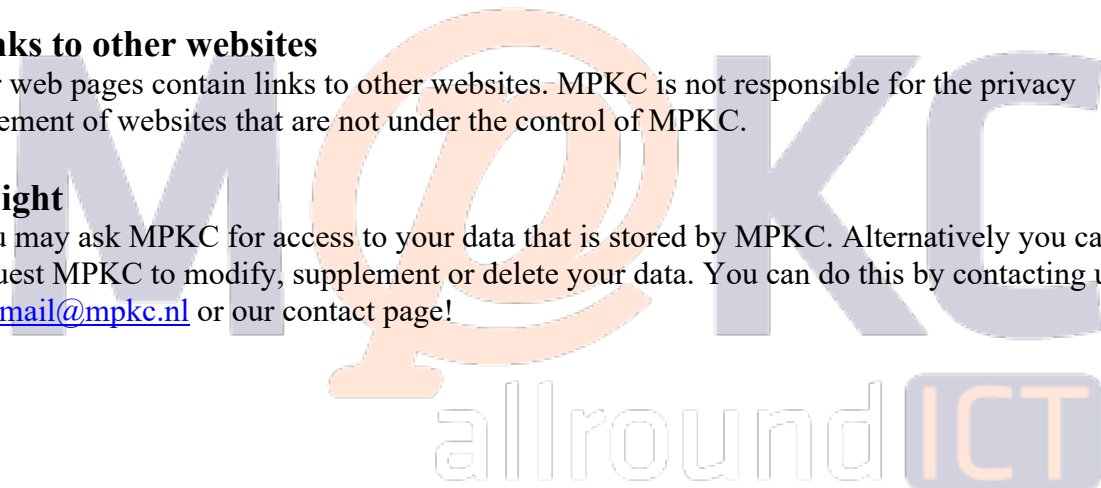 nks to other websites
r web pages contain links to other websites. MPKC is not responsible for the privacy
ement of websites that are not under the control of MPKC.
ight
u may ask MPKC for access to your data that is stored by MPKC. Alternatively you ca
uest MPKC to modify, supplement or delete your data. You can do this by contacting u
mail@mpkc.nl or our contact page!
M@KC
allround ICT